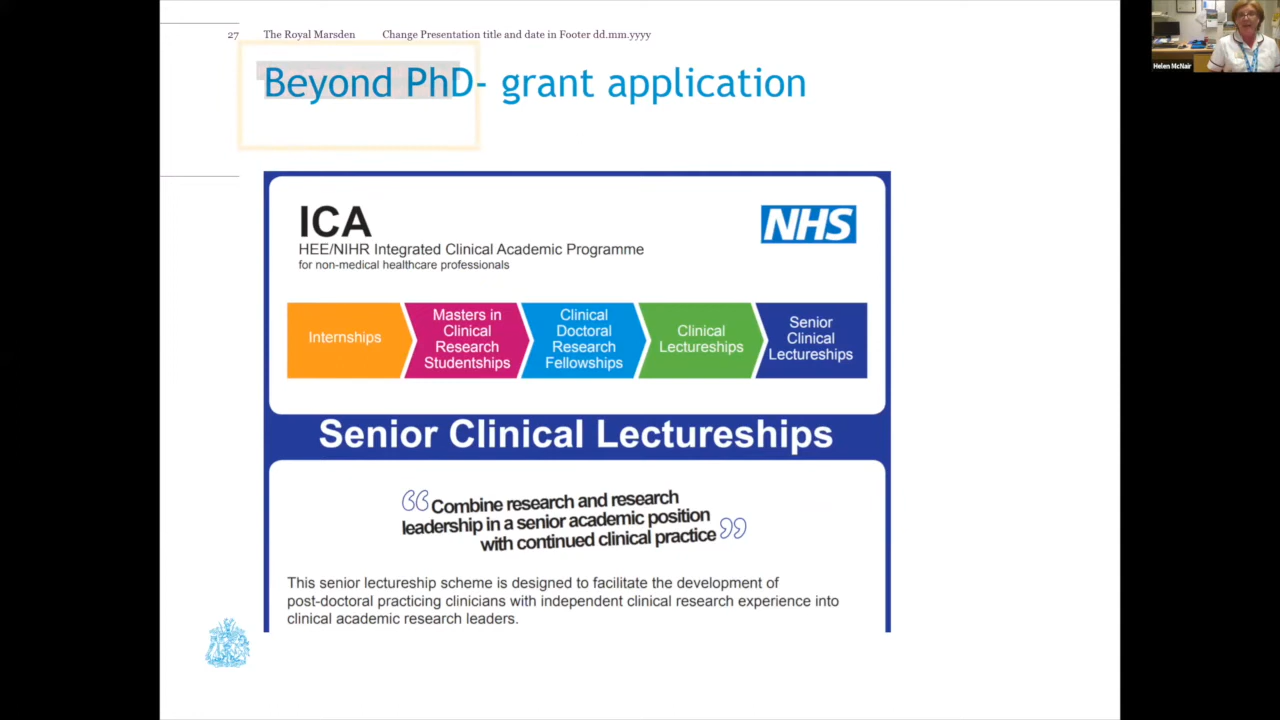 27 The Royal Marsden Change Presentation title and date in Footer dd.mm.yyyy
Helen McNair
Beyond PhD- grant application
ICA
NHS
HEE/NIHR Integrated Clinical Academic Programme
for non-medical healthcare professionals
Internships
Masters in
Clinical
Research
Studentships
Clinical
Doctoral
Research
Fellowships
Clinical
Lectureships
Senior
Clinical
Lectureships
Senior Clinical Lectureships
“Combine research and research
leadership in a senior academic position
with continued clinical practice”
This senior lectureship scheme is designed to facilitate the development of
post-doctoral practicing clinicians with independent clinical research experience into
clinical academic research leaders.